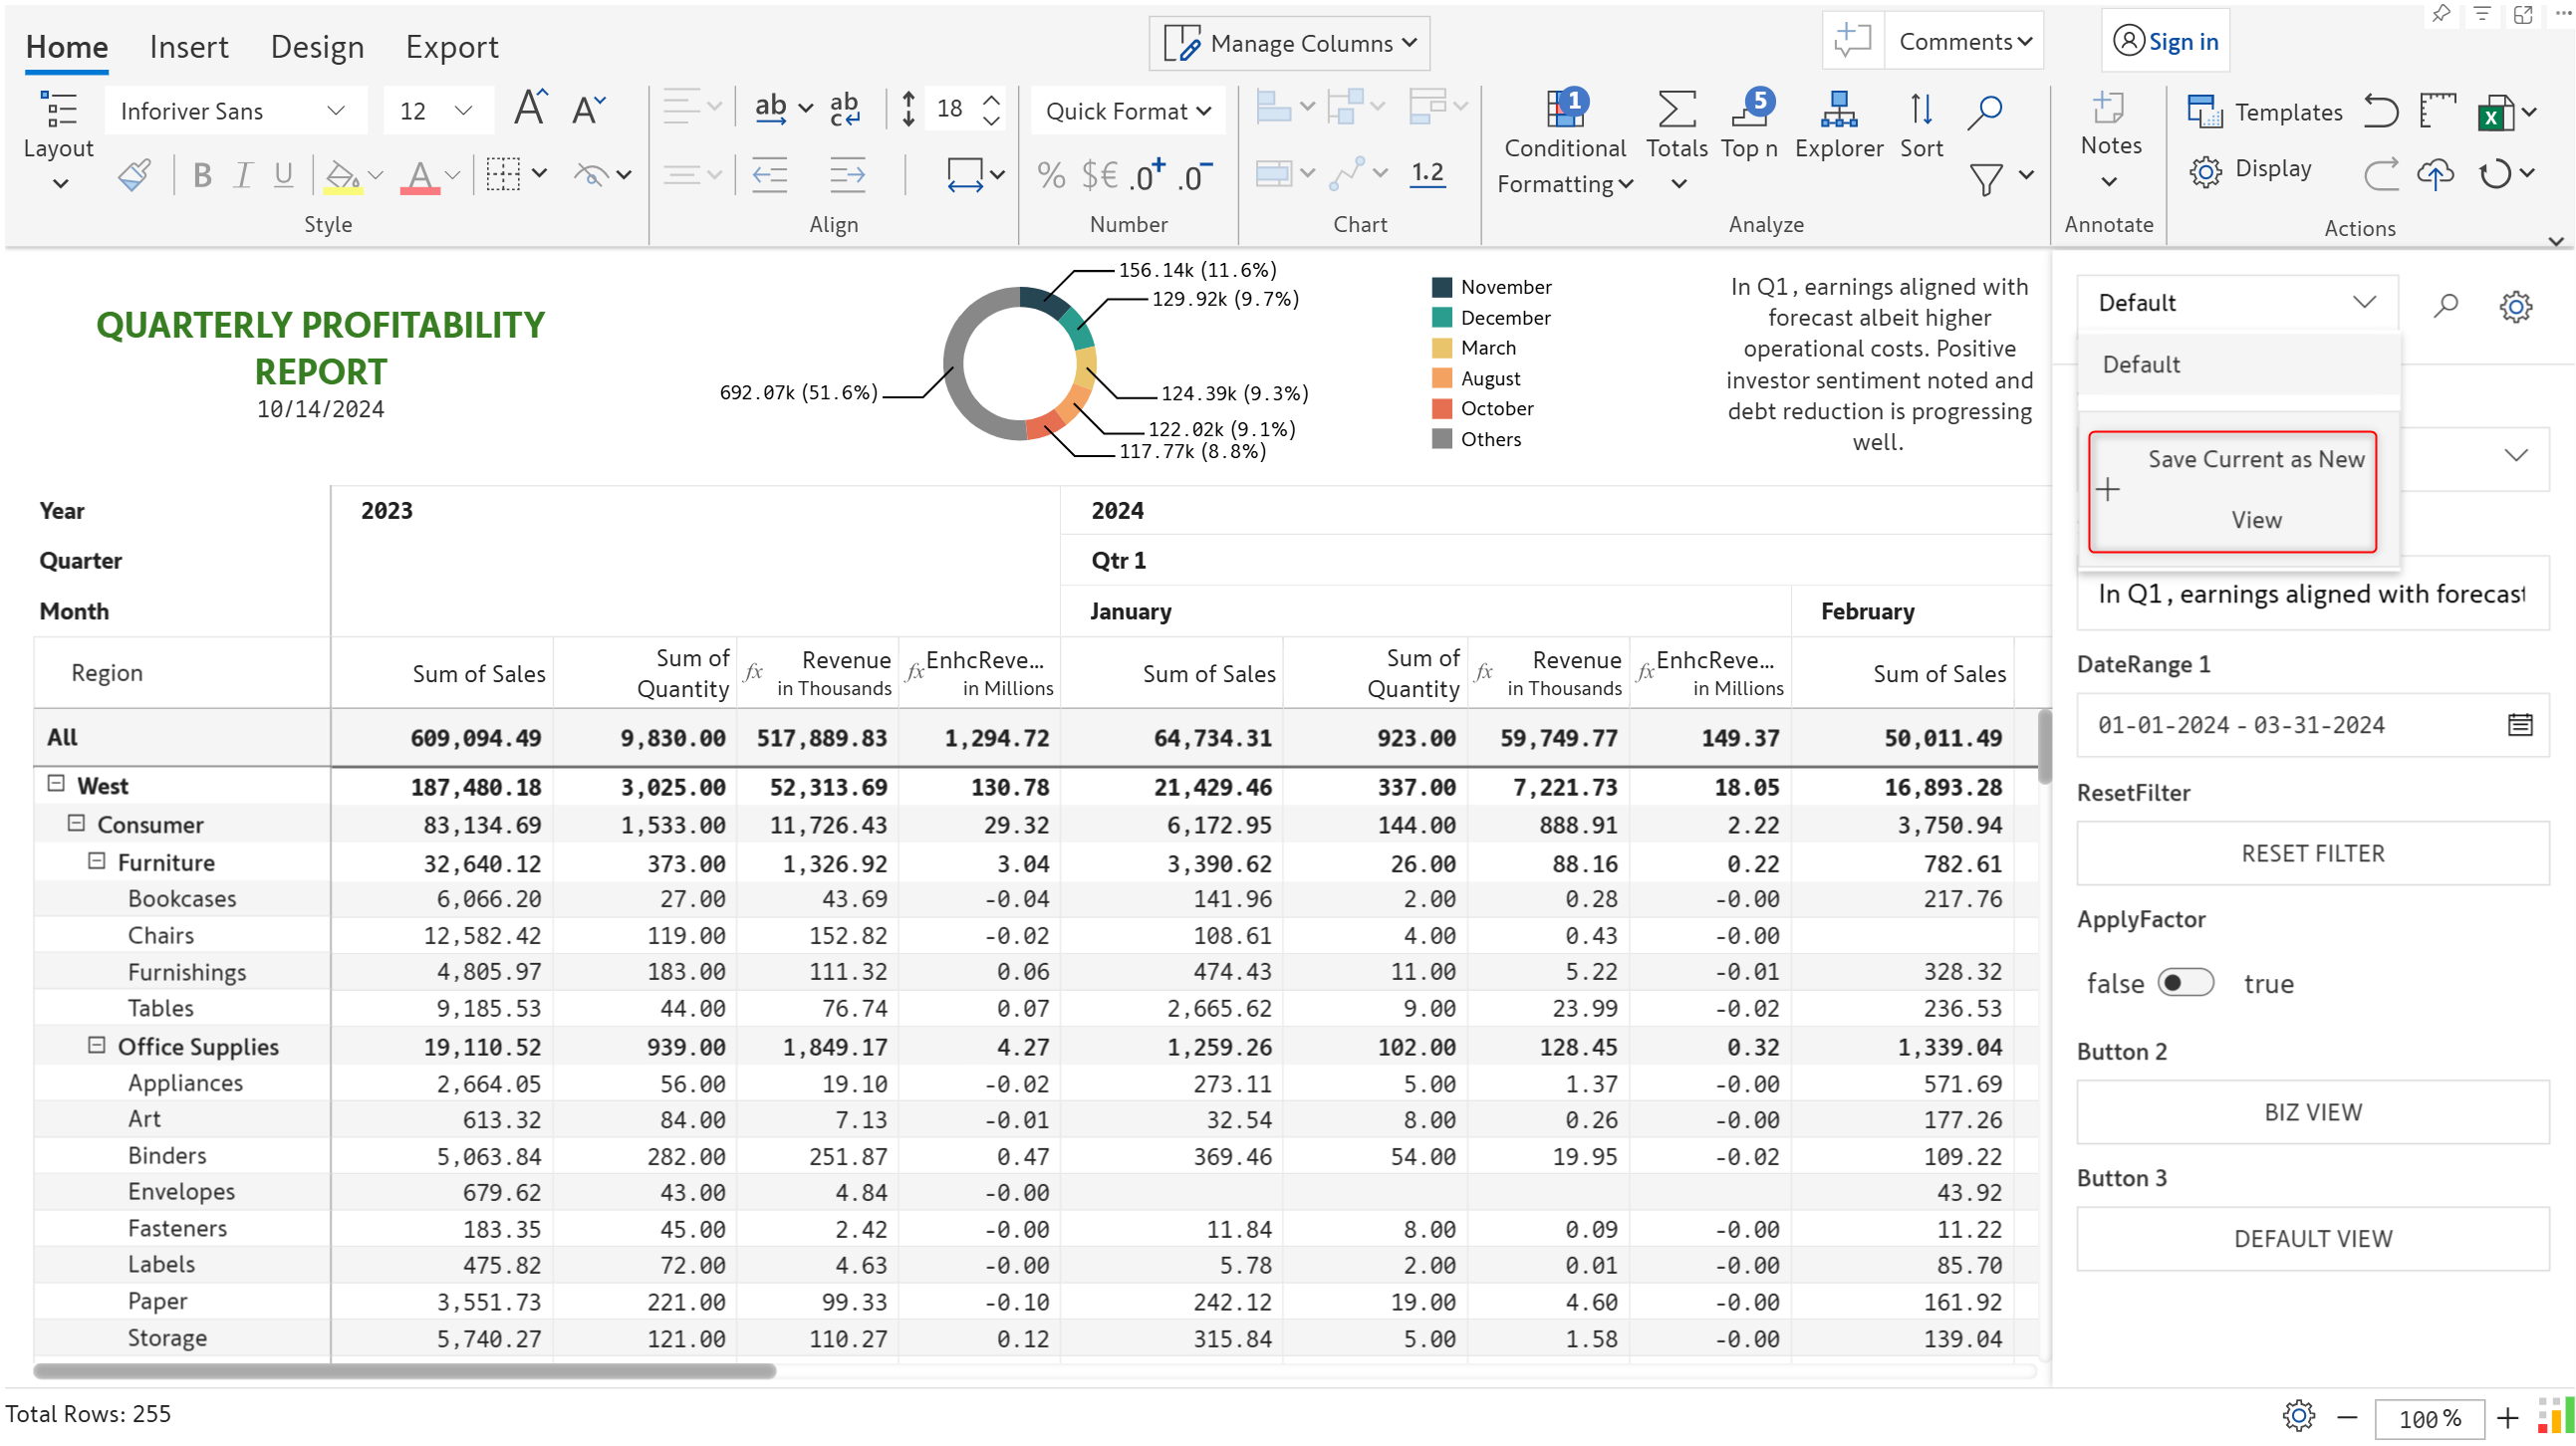 Home Insert Design Export Manage Columns Comments Sign in
Inforiver Sans 12 A A ab ab 18 Quick Format 1 5 Templates X
Layout c Conditional Totals Top n Explorer Sort Notes
B I U A % $€ .0+ .0- 1.2 Formatting Display
Style Align Number Chart Analyze Annotate Actions
QUARTERLY PROFITABILITY
REPORT
10/14/2024
156.14k (11.6%)
129.92k (9.7%)
692.07k (51.6%)
124.39k (9.3%)
122.02k (9.1%)
117.77k (8.8%)
November
December
March
August
October
Others
In Q1, earnings aligned with
forecast albeit higher
operational costs. Positive
investor sentiment noted and
debt reduction is progressing
well.
Year 2023 2024
Quarter Qtr 1
Month January February
Region Sum of Sales Sum of Quantity fx Revenue in Thousands fx EnhcReve... in Millions Sum of Sales Sum of Quantity fx Revenue in Thousands fx EnhcReve... in Millions Sum of Sales
All 609,094.49 9,830.00 517,889.83 1,294.72 64,734.31 923.00 59,749.77 149.37 50,011.49
West 187,480.18 3,025.00 52,313.69 130.78 21,429.46 337.00 7,221.73 18.05 16,893.28
Consumer 83,134.69 1,533.00 11,726.43 29.32 6,172.95 144.00 888.91 2.22 3,750.94
Furniture 32,640.12 373.00 1,326.92 3.04 3,390.62 26.00 88.16 0.22 782.61
Bookcases 6,066.20 27.00 43.69 -0.04 141.96 2.00 0.28 -0.00 217.76
Chairs 12,582.42 119.00 152.82 -0.02 108.61 4.00 0.43 -0.00
Furnishings 4,805.97 183.00 111.32 0.06 474.43 11.00 5.22 -0.01 328.32
Tables 9,185.53 44.00 76.74 0.07 2,665.62 9.00 23.99 -0.02 236.53
Office Supplies 19,110.52 939.00 1,849.17 4.27 1,259.26 102.00 128.45 0.32 1,339.04
Appliances 2,664.05 56.00 19.10 -0.02 273.11 5.00 1.37 -0.00 571.69
Art 613.32 84.00 7.13 -0.01 32.54 8.00 0.26 -0.00 177.26
Binders 5,063.84 282.00 251.87 0.47 369.46 54.00 19.95 -0.02 109.22
Envelopes 679.62 43.00 4.84 -0.00 43.92
Fasteners 183.35 45.00 2.42 -0.00 11.84 8.00 0.09 -0.00 11.22
Labels 475.82 72.00 4.63 -0.00 5.78 2.00 0.01 -0.00 85.70
Paper 3,551.73 221.00 99.33 -0.10 242.12 19.00 4.60 -0.00 161.92
Storage 5,740.27 121.00 110.27 0.12 315.84 5.00 1.58 -0.00 139.04
Default
Default
Save Current as New
+
View
In Q1, earnings aligned with forecast
DateRange 1
01-01-2024 - 03-31-2024
ResetFilter
RESET FILTER
ApplyFactor
false true
Button 2
BIZ VIEW
Button 3
DEFAULT VIEW
Total Rows: 255 100 %